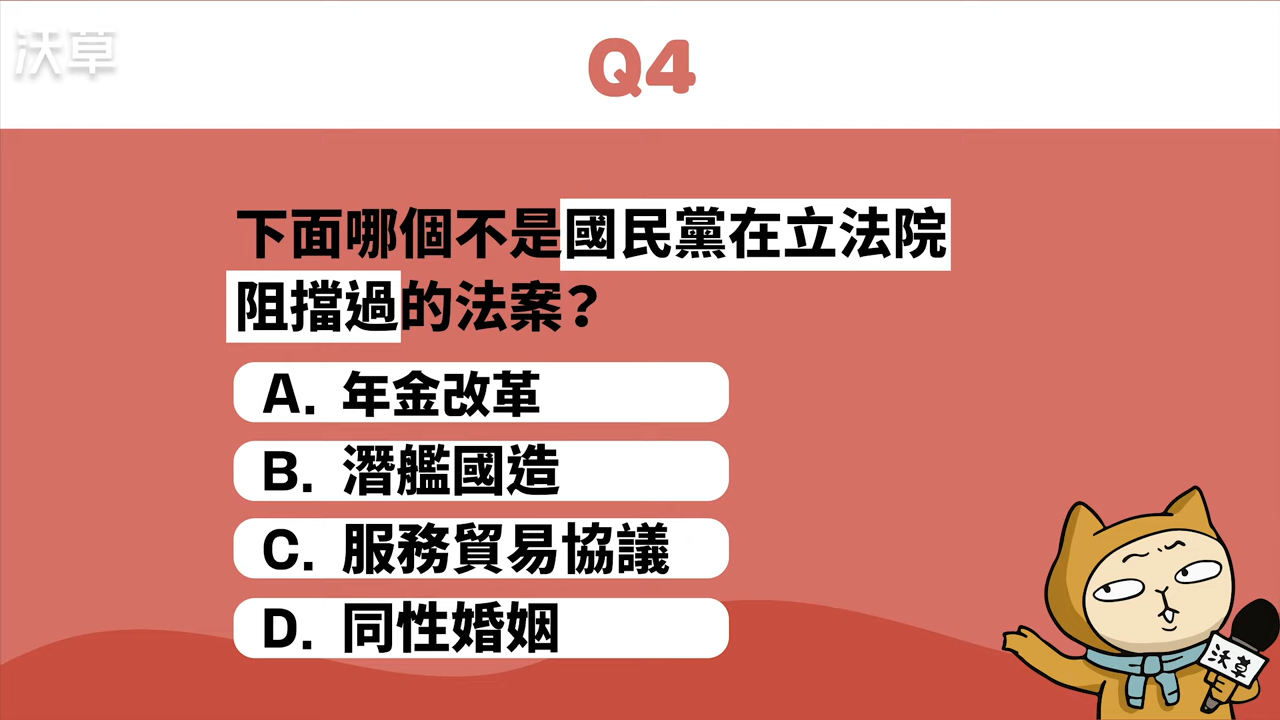 沃草
Q4
下面哪個不是國民黨在立法院
阻擋過的法案？
A. 年金改革
B. 潛艦國造
C. 服務貿易協議
D. 同性婚姻
沃草